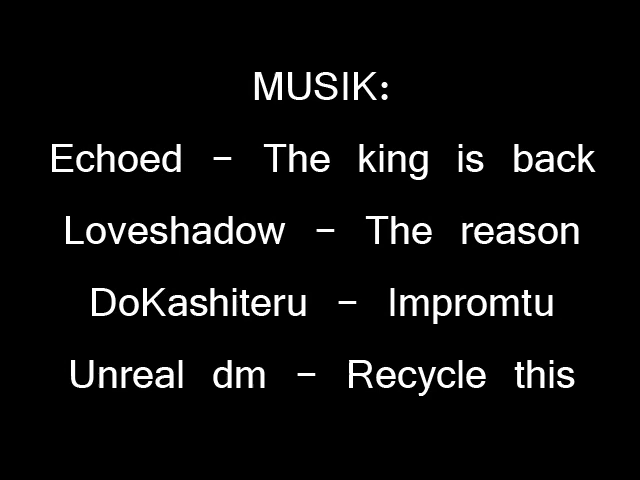 MUSIK:
Echoed - The king is back
Loveshadow - The reason
DoKashiteru - Impromtu
Unreal dm - Recycle this